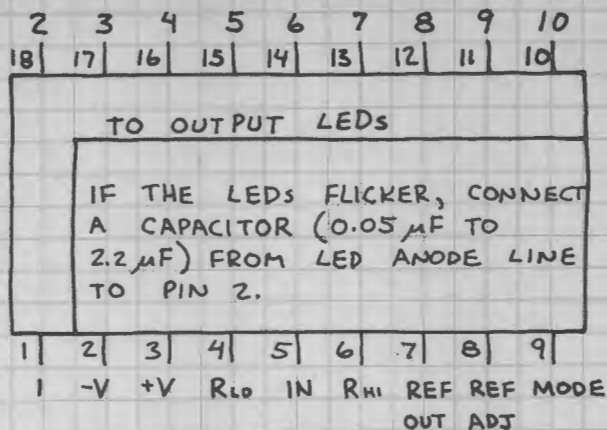 2 3 4 5 6 7 8 9 10
18 17 16 15 14 13 12 11 10
TO OUTPUT LEDs
IF THE LEDs FLICKER, CONNECT
A CAPACITOR (0.05 μF TO
2.2 μF) FROM LED ANODE LINE
TO PIN 2.
1 2 3 4 5 6 7 8 9
1 -V +V RLO IN RHI REF REF MODE
OUT ADJ